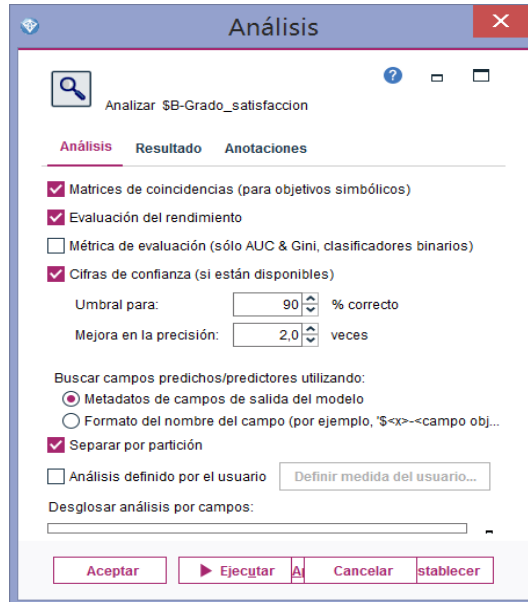 Análisis
Analizar $B-Grado_satisfaccion
Análisis Resultado Anotaciones
Matrices de coincidencias (para objetivos simbólicos)
Evaluación del rendimiento
Métrica de evaluación (sólo AUC & Gini, clasificadores binarios)
Cifras de confianza (si están disponibles)
Umbral para: 90 % correcto
Mejora en la precisión: 2,0 veces
Buscar campos predichos/predictores utilizando:
Metadatos de campos de salida del modelo
Formato del nombre del campo (por ejemplo, '$<x>-<campo obj...
Separar por partición
Análisis definido por el usuario Definir medida del usuario...
Desglosar análisis por campos:
Aceptar Ejecutar Cancelar stablecer